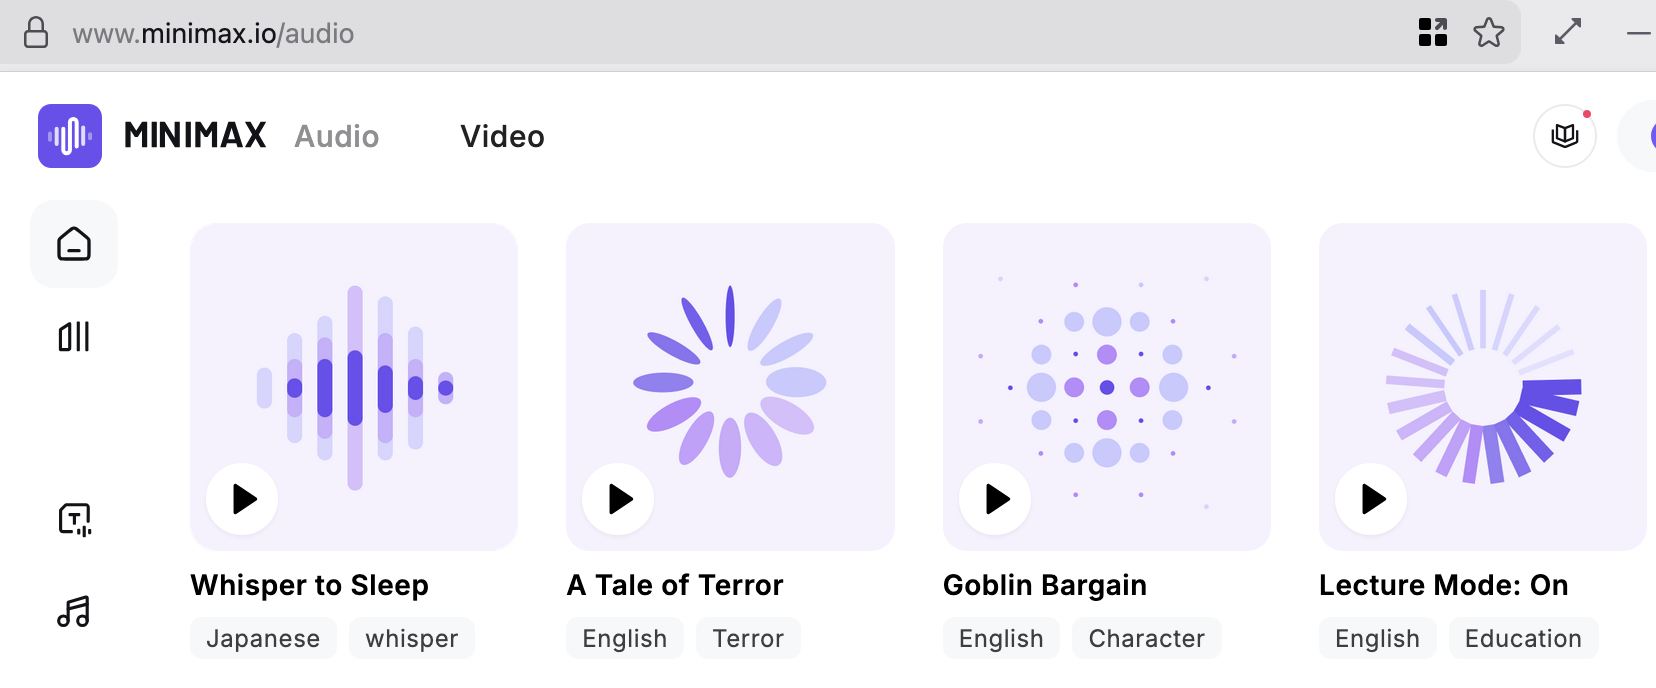 www.minimax.io/audio
MINIMAX Audio Video
Whisper to Sleep
Japanese whisper
A Tale of Terror
English Terror
Goblin Bargain
English Character
Lecture Mode: On
English Education